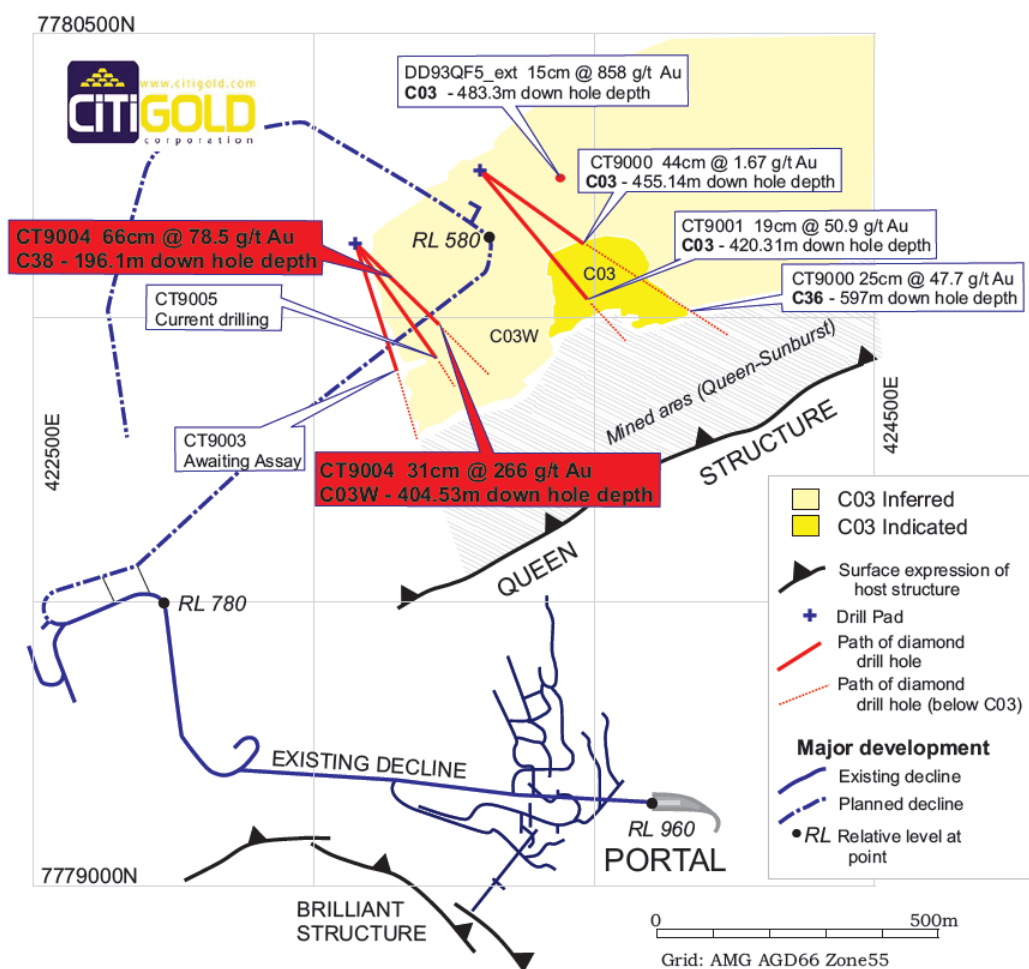 7780500N
www.citigold.com
CiTiGOLD
corporation
DD93QF5_ext 15cm @ 858 g/t Au
C03 - 483.3m down hole depth
CT9000 44cm @ 1.67 g/t Au
C03 - 455.14m down hole depth
CT9001 19cm @ 50.9 g/t Au
C03 - 420.31m down hole depth
CT9000 25cm @ 47.7 g/t Au
C36 - 597m down hole depth
CT9004 66cm @ 78.5 g/t Au
C38 - 196.1m down hole depth
RL 580
C03
CT9005
Current drilling
C03W
Mined ares (Queen-Sunburst)
422500E
424500E
CT9003
Awaiting Assay
CT9004 31cm @ 266 g/t Au
C03W - 404.53m down hole depth
QUEEN STRUCTURE
RL 780
EXISTING DECLINE
RL 960
PORTAL
7779000N
BRILLIANT
STRUCTURE
C03 Inferred
C03 Indicated
Surface expression of
host structure
Drill Pad
Path of diamond
drill hole
Path of diamond
drill hole (below C03)
Major development
Existing decline
Planned decline
RL Relative level at
point
0 500m
Grid: AMG AGD66 Zone55